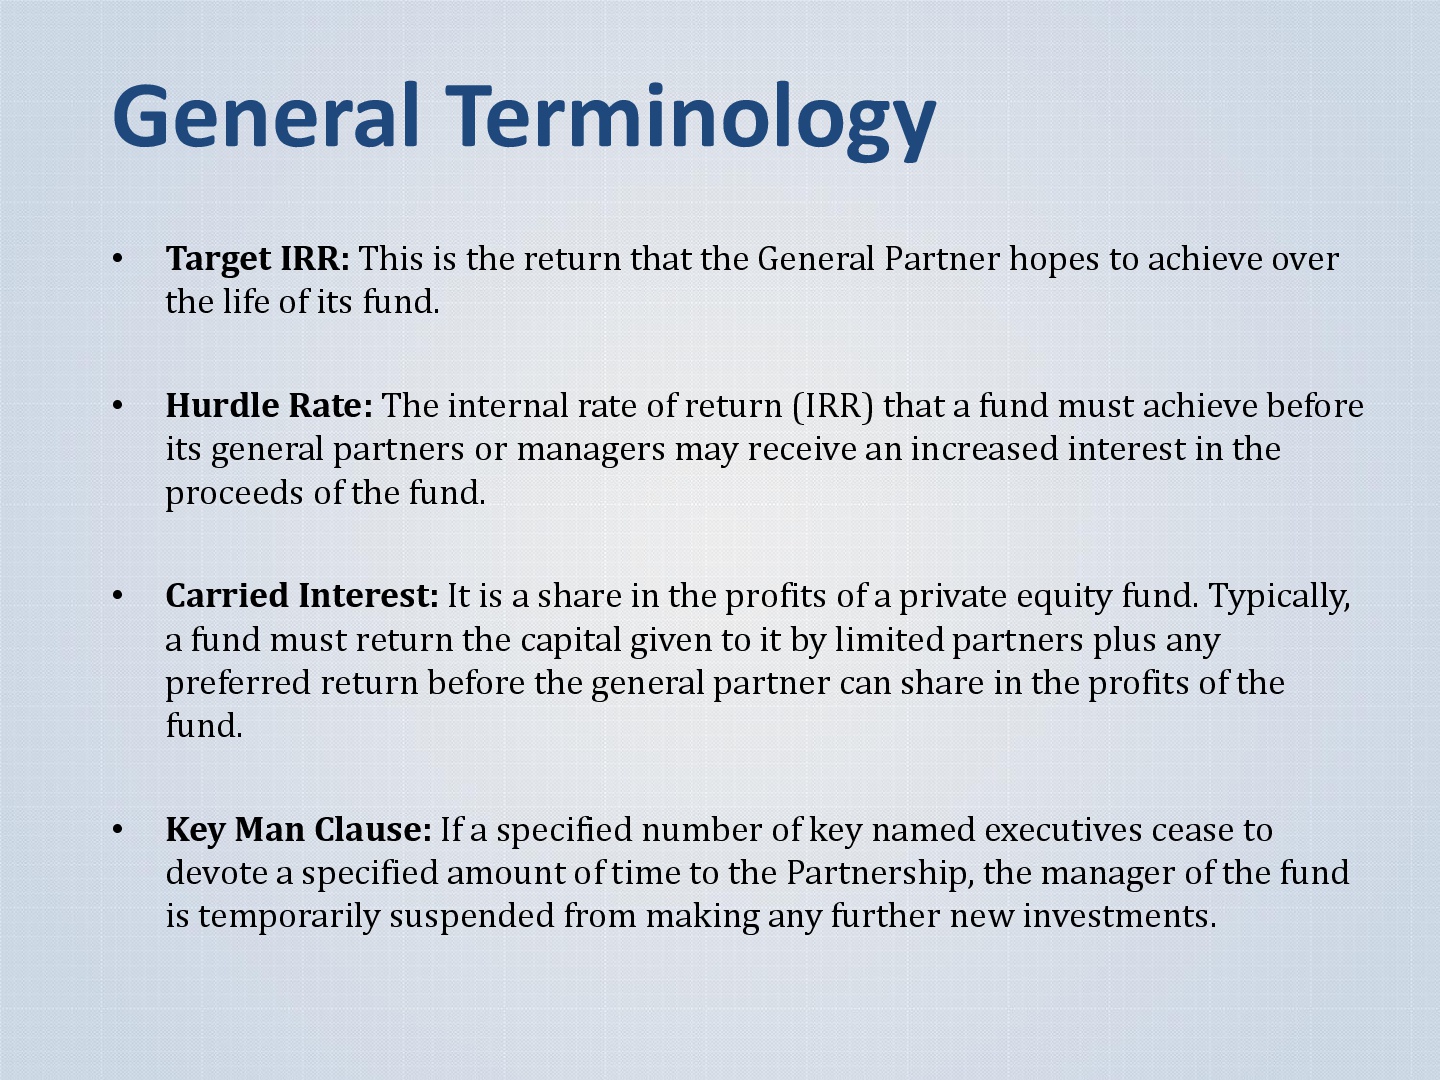 General Terminology
• Target IRR: This is the return that the General Partner hopes to achieve over
the life of its fund.
• Hurdle Rate: The internal rate of return (IRR) that a fund must achieve before
its general partners or managers may receive an increased interest in the
proceeds of the fund.
• Carried Interest: It is a share in the profits of a private equity fund. Typically,
a fund must return the capital given to it by limited partners plus any
preferred return before the general partner can share in the profits of the
fund.
• Key Man Clause: If a specified number of key named executives cease to
devote a specified amount of time to the Partnership, the manager of the fund
is temporarily suspended from making any further new investments.